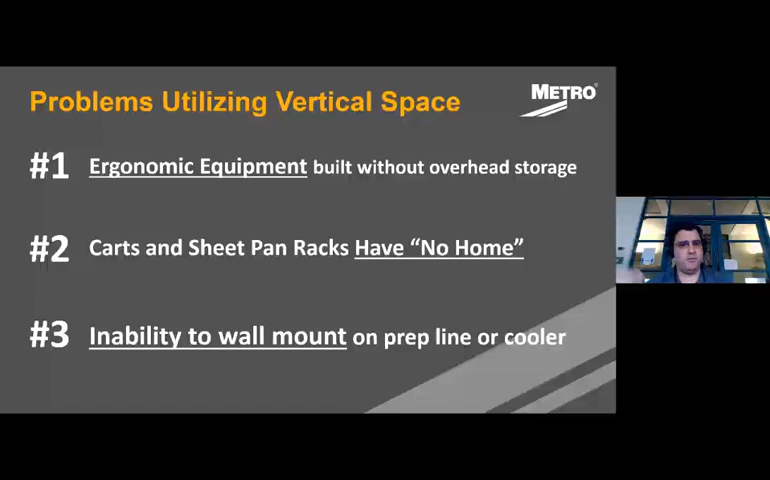 Problems Utilizing Vertical Space
METRO
#1 Ergonomic Equipment built without overhead storage
#2 Carts and Sheet Pan Racks Have “No Home”
#3 Inability to wall mount on prep line or cooler